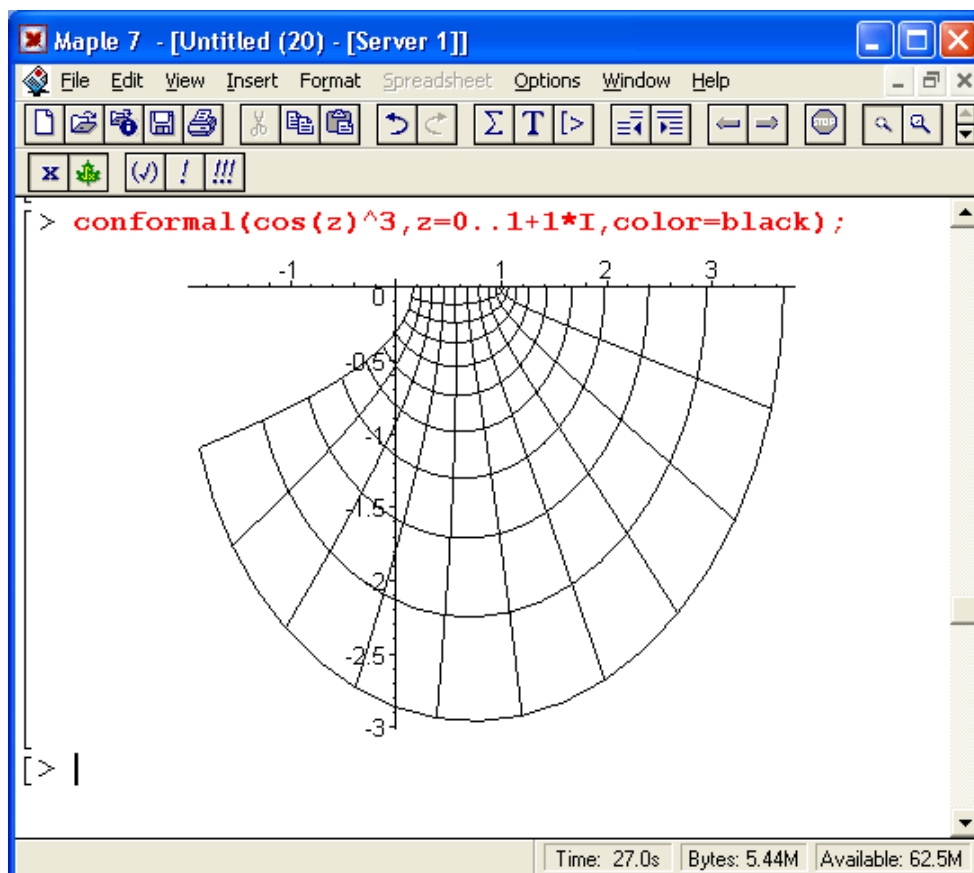 Maple 7 - [Untitled (20) - [Server 1]]
File Edit View Insert Format Spreadsheet Options Window Help
Σ T [>
STOP
x (√) ! !!!
[> conformal(cos(z)^3,z=0..1+1*I,color=black);
-1 1 2 3
0
-0.5
-1
-1.5
-2
-2.5
-3
[>
Time: 27.0s Bytes: 5.44M Available: 62.5M